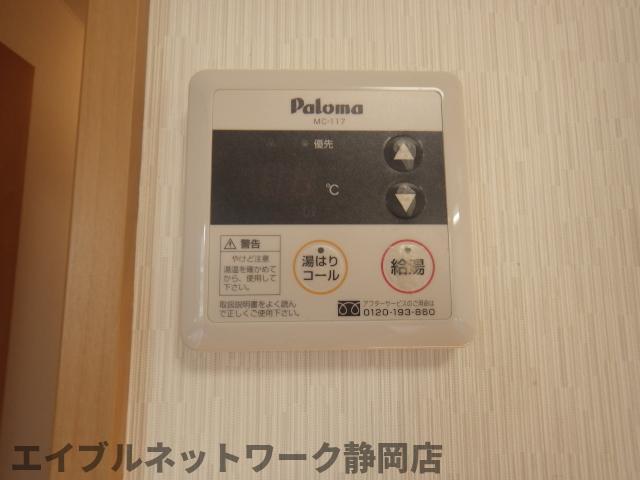 Paloma
MC-117
優先
℃
警告
やけど注意
湯温を確かめて
から、使用して
下さい。
湯はり
コール
給湯
取扱説明書をよく読ん
で正しくご使用下さい。
アフターサービスのご用命は
0120-193-860
エイブルネットワーク静岡店